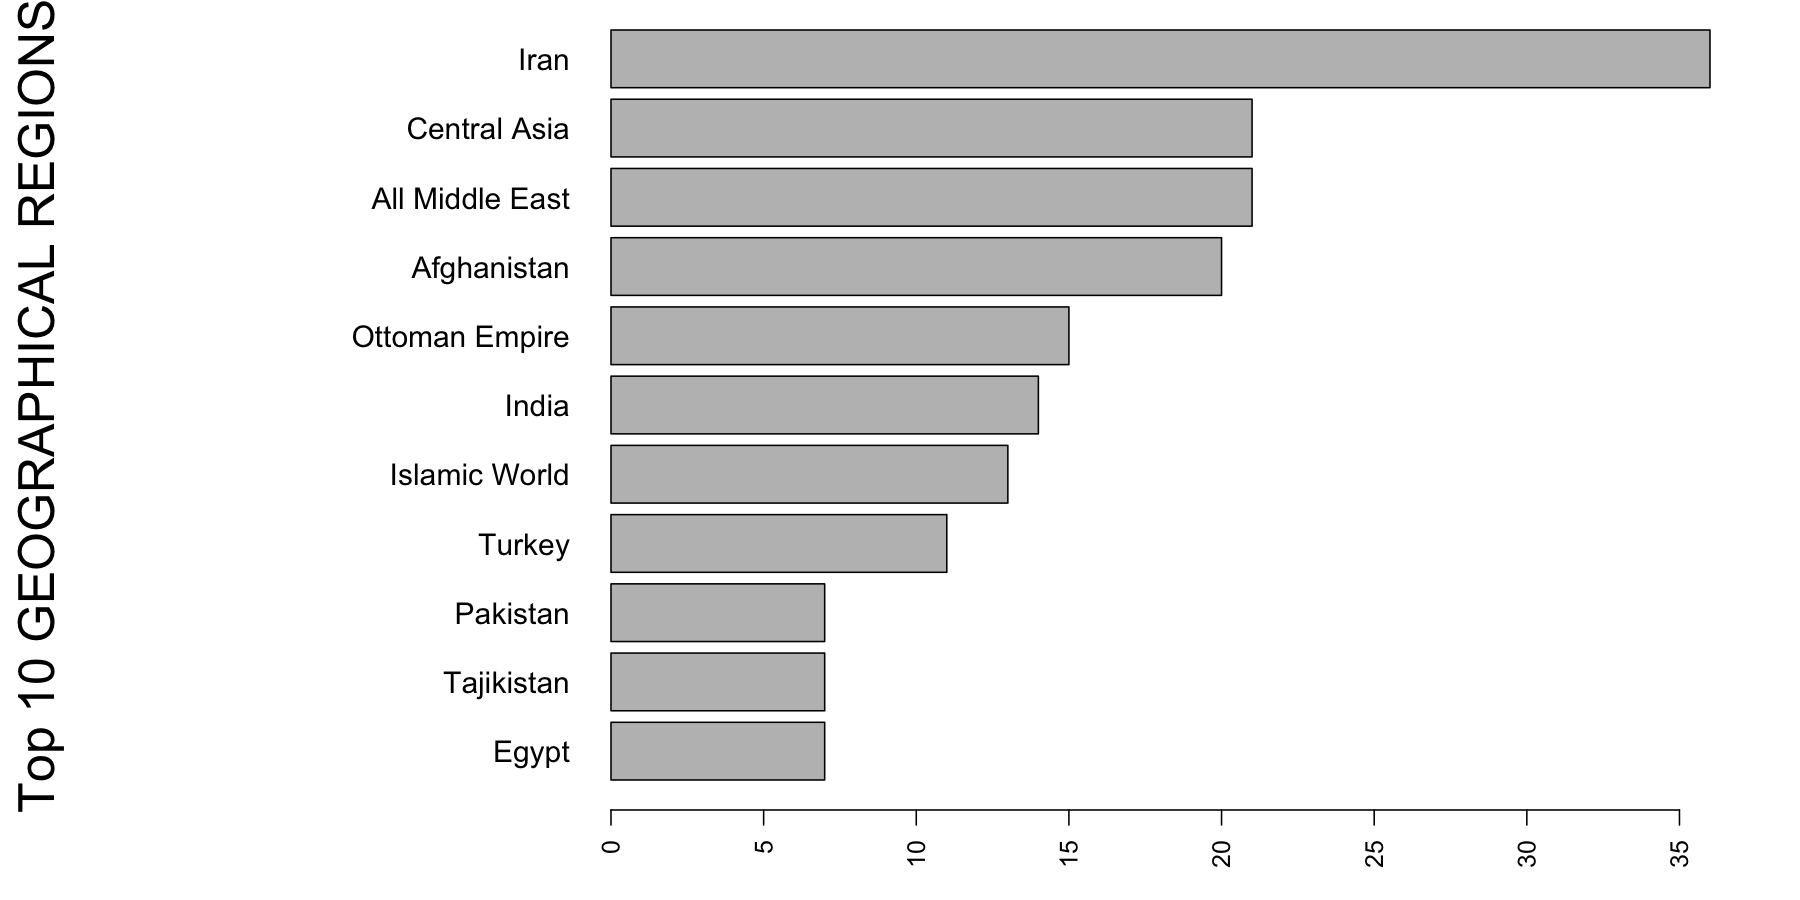 Top 10 GEOGRAPHICAL REGIONS
Iran
Central Asia
All Middle East
Afghanistan
Ottoman Empire
India
Islamic World
Turkey
Pakistan
Tajikistan
Egypt
0 5 10 15 20 25 30 35